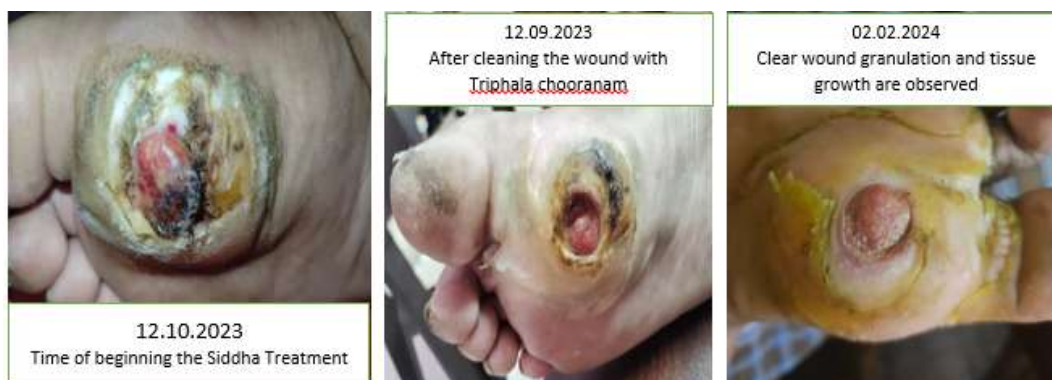 12.10.2023
Time of beginning the Siddha Treatment
12.09.2023
After cleaning the wound with
Triphala chooranam
02.02.2024
Clear wound granulation and tissue
growth are observed